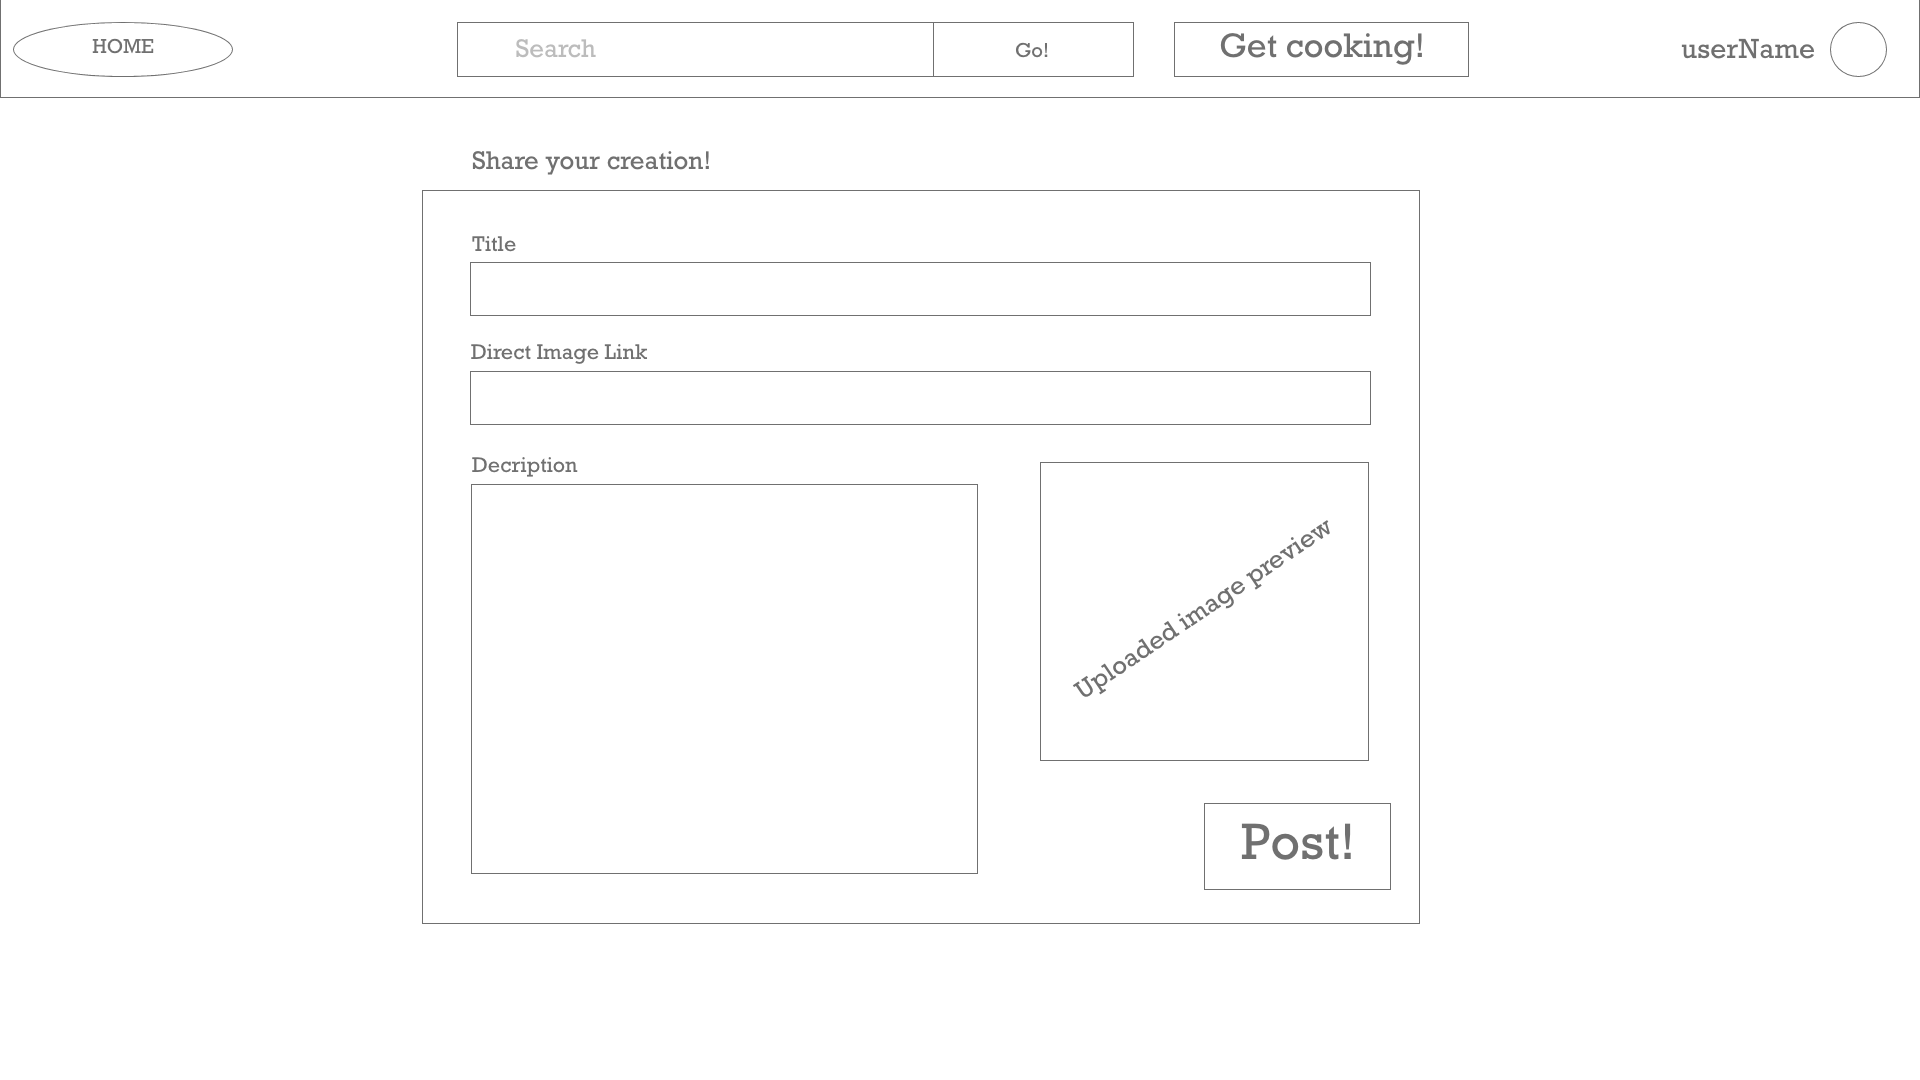 HOME
Search
Go!
Get cooking!
userName
Share your creation!
Title
Direct Image Link
Decription
Uploaded image preview
Post!